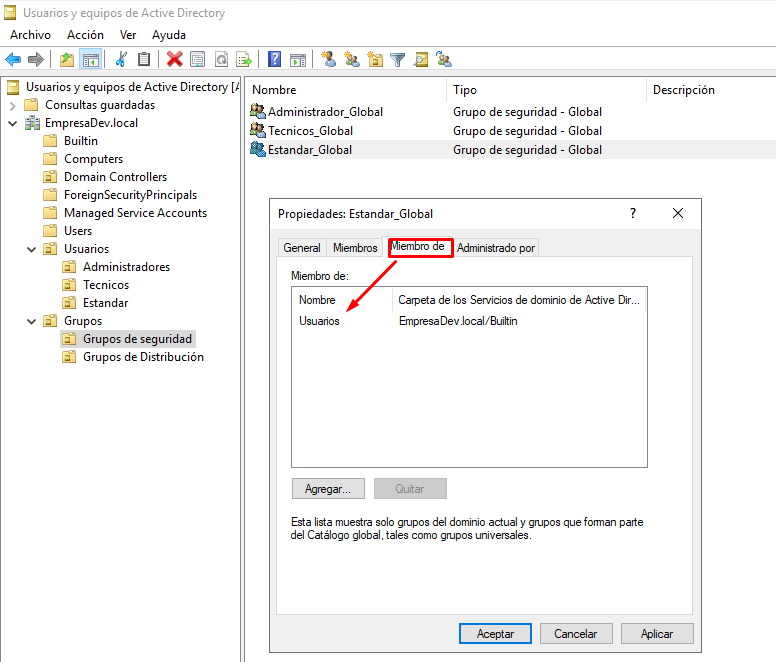 Usuarios y equipos de Active Directory
Archivo Acción Ver Ayuda
Usuarios y equipos de Active Directory [A
Consultas guardadas
EmpresaDev.local
Builtin
Computers
Domain Controllers
ForeignSecurityPrincipals
Managed Service Accounts
Users
Usuarios
Administradores
Tecnicos
Estandar
Grupos
Grupos de seguridad
Grupos de Distribución
Nombre Tipo Descripción
Administrador_Global Grupo de seguridad - Global
Tecnicos_Global Grupo de seguridad - Global
Estandar_Global Grupo de seguridad - Global
Propiedades: Estandar_Global ?
General Miembros Miembro de Administrado por
Miembro de:
Nombre Carpeta de los Servicios de dominio de Active Dir...
Usuarios EmpresaDev.local/Builtin
Agregar... Quitar
Esta lista muestra solo grupos del dominio actual y grupos que forman parte
del Catálogo global, tales como grupos universales.
Aceptar Cancelar Aplicar